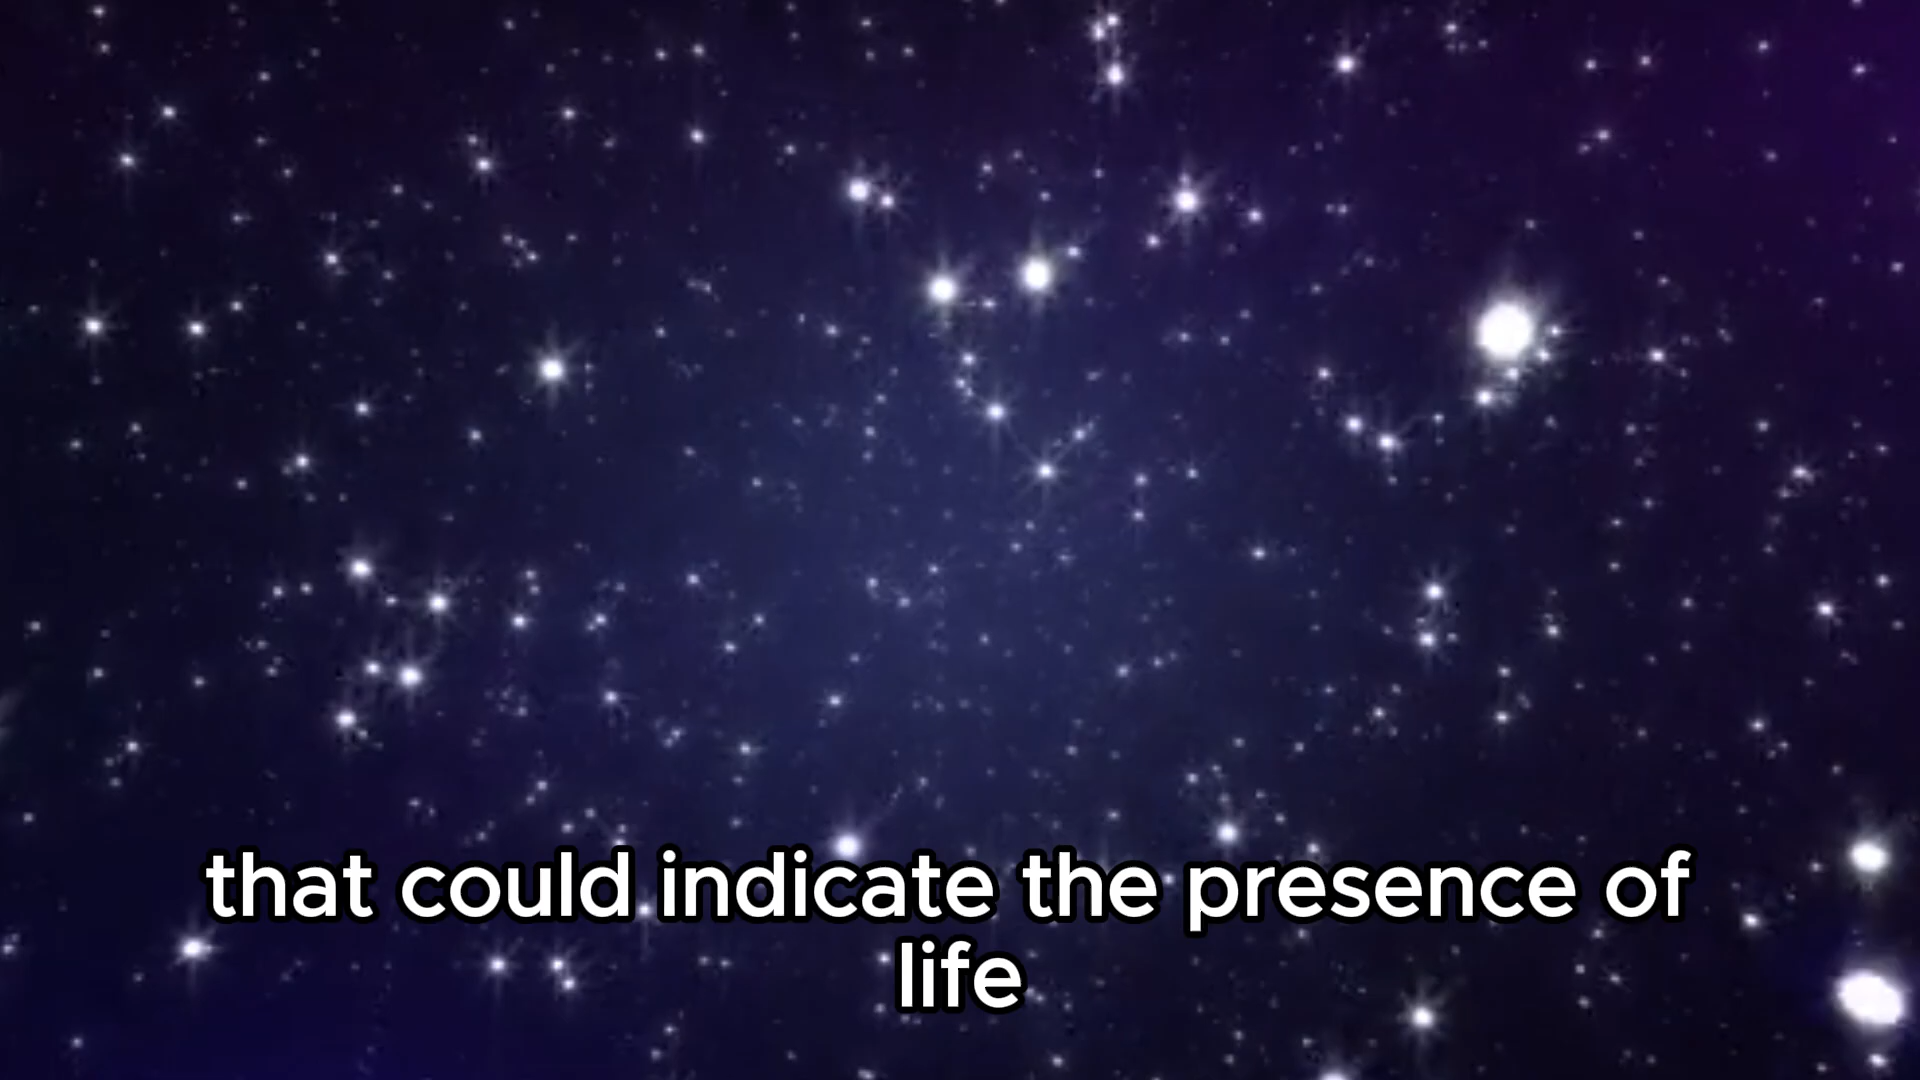 that could indicate the presence of
life